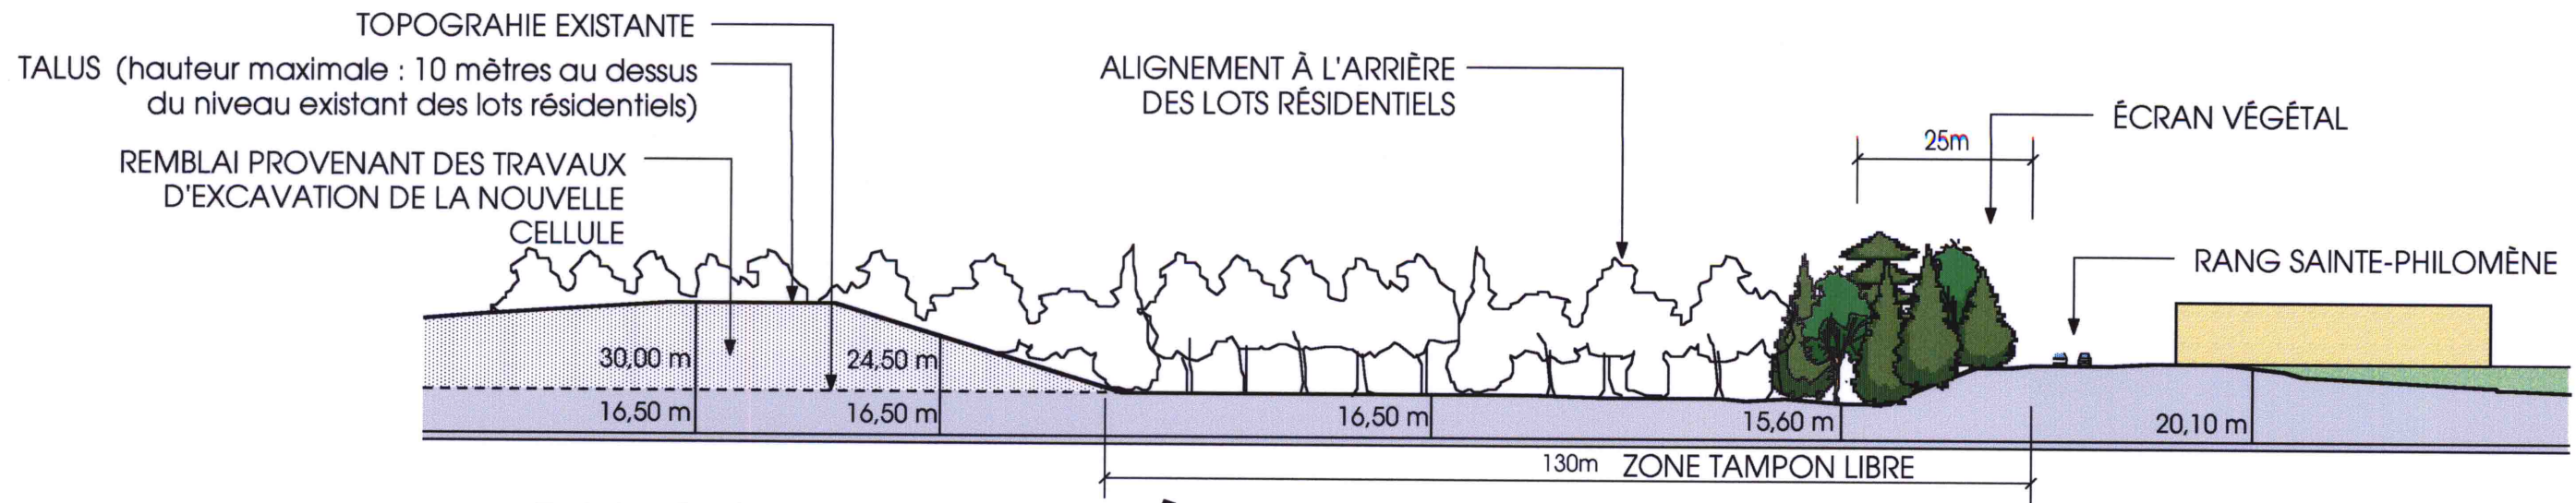 TOPOGRAHIE EXISTANTE
TALUS (hauteur maximale : 10 mètres au dessus
du niveau existant des lots résidentiels)
REMBLAI PROVENANT DES TRAVAUX
D'EXCAVATION DE LA NOUVELLE
CELLULE
ALIGNEMENT À L'ARRIÈRE
DES LOTS RÉSIDENTIELS
25m
ÉCRAN VÉGÉTAL
RANG SAINTE-PHILOMÈNE
30,00 m
24,50 m
16,50 m
16,50 m
16,50 m
15,60 m
20,10 m
130m ZONE TAMPON LIBRE